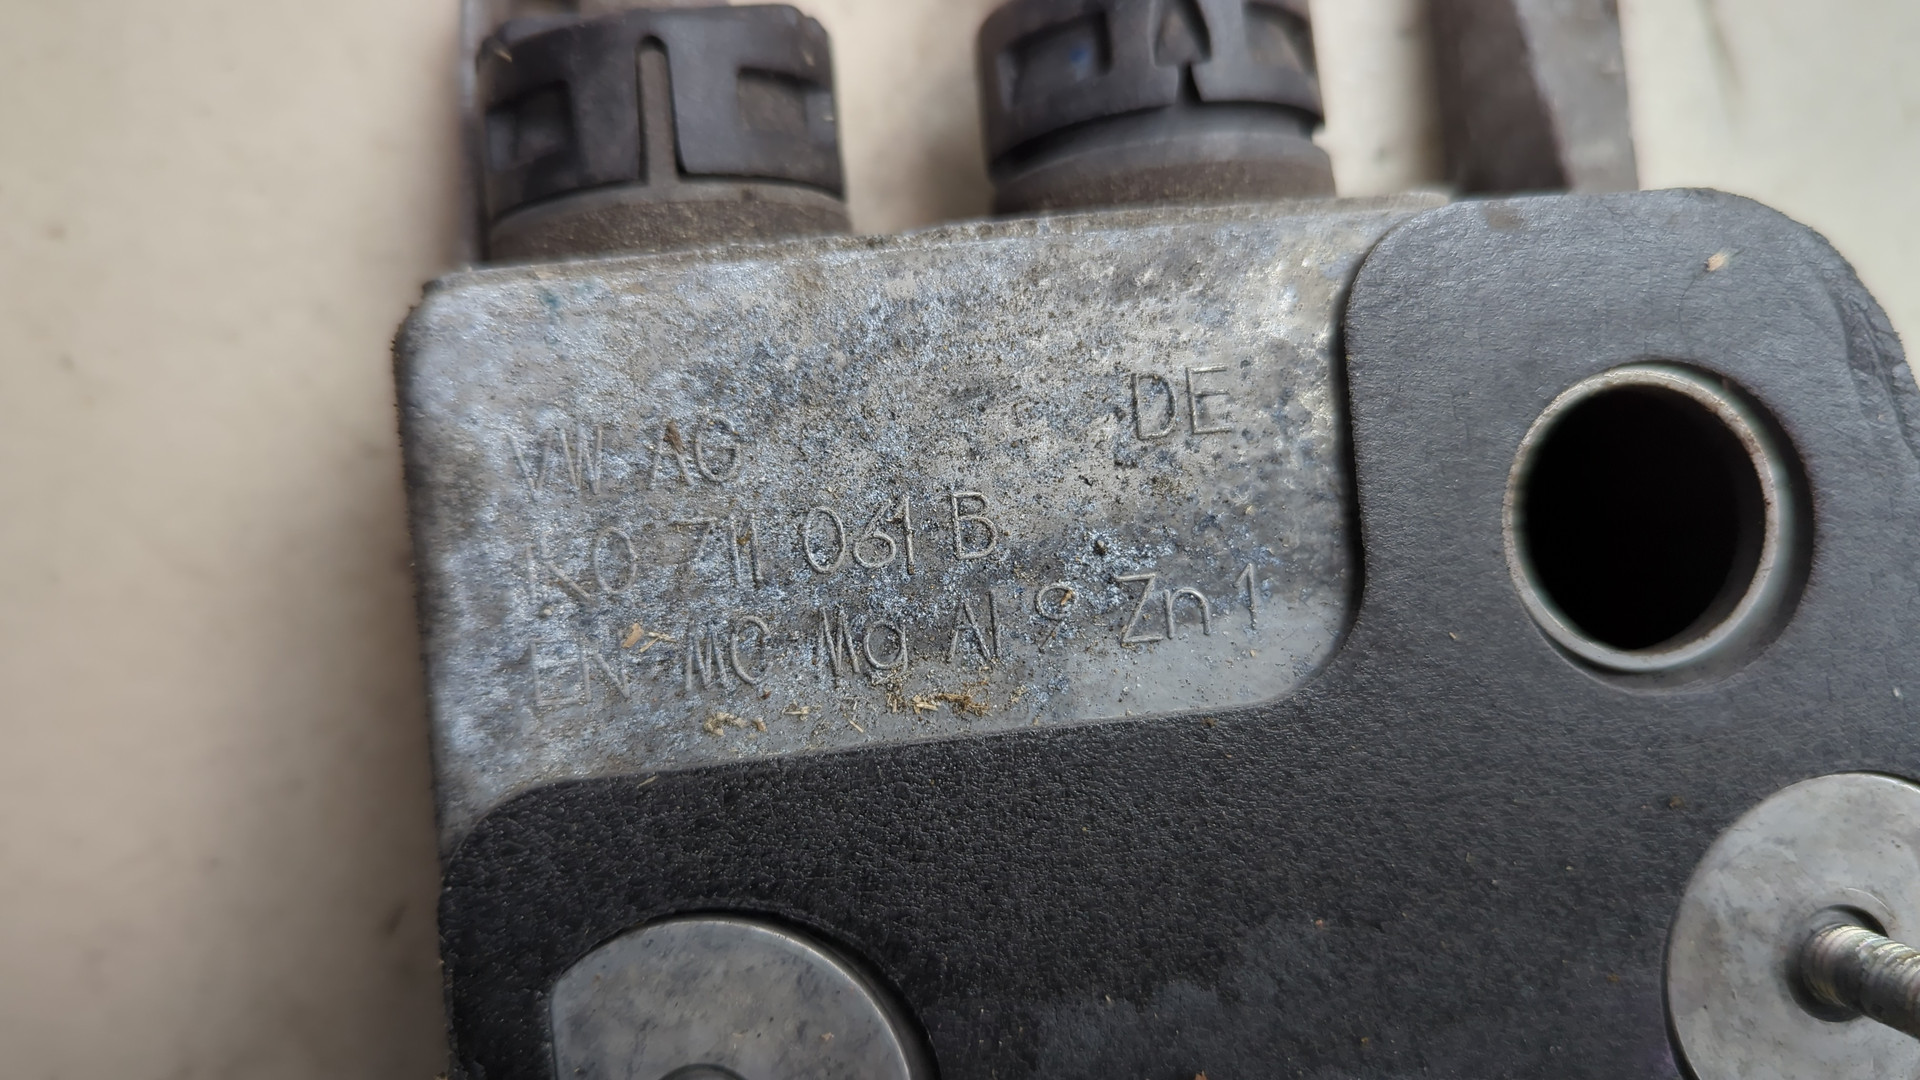 VW AG DE
1K0 711 061 B
EN MC Mg Al 9 Zn 1